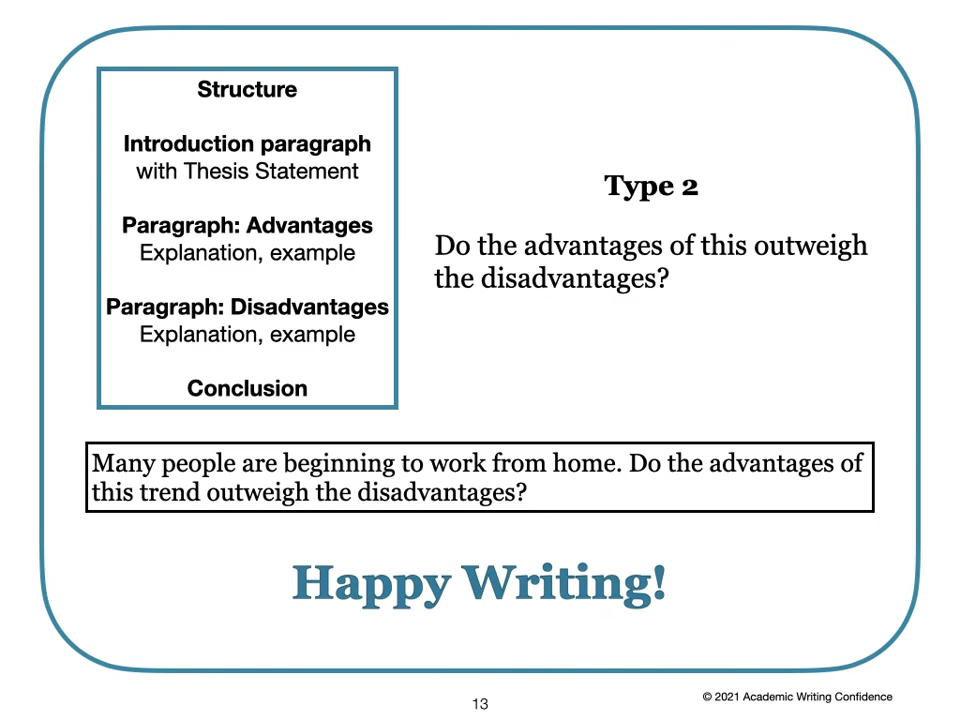 Structure
Introduction paragraph
with Thesis Statement
Paragraph: Advantages
Explanation, example
Paragraph: Disadvantages
Explanation, example
Conclusion
Type 2
Do the advantages of this outweigh
the disadvantages?
Many people are beginning to work from home. Do the advantages of
this trend outweigh the disadvantages?
Happy Writing!
13
© 2021 Academic Writing Confidence